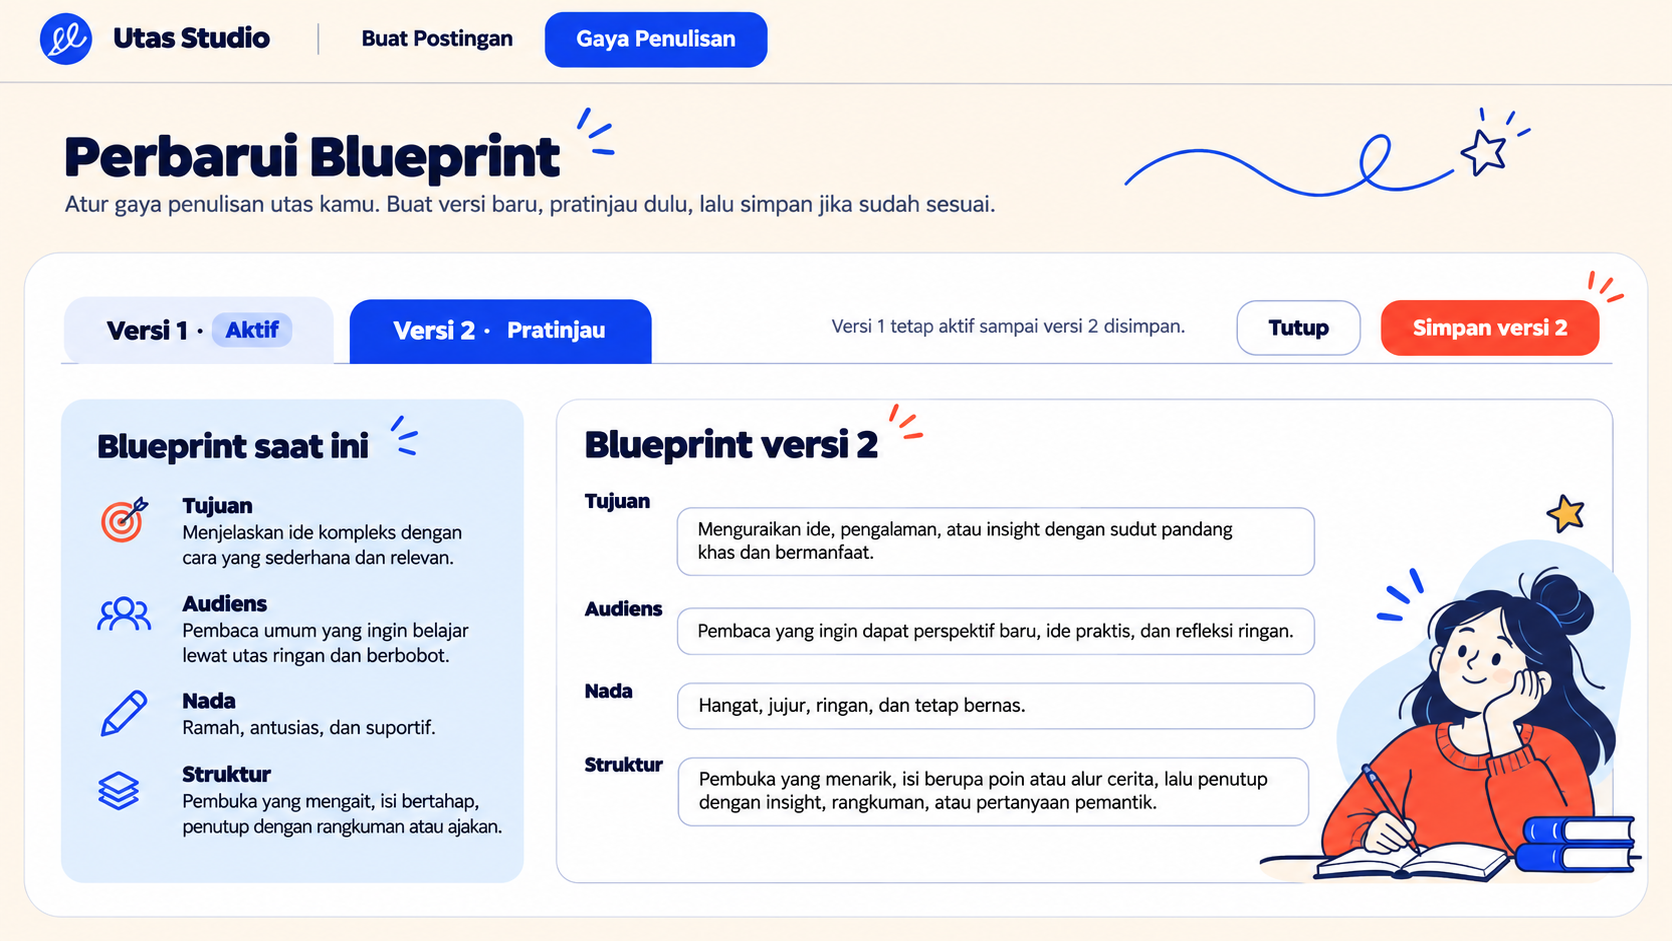 Utas Studio
Buat Postingan
Gaya Penulisan
Perbarui Blueprint
Atur gaya penulisan utas kamu. Buat versi baru, pratinjau dulu, lalu simpan jika sudah sesuai.
Versi 1 · Aktif
Versi 2 · Pratinjau
Versi 1 tetap aktif sampai versi 2 disimpan.
Tutup
Simpan versi 2
Blueprint saat ini
Tujuan
Menjelaskan ide kompleks dengan
cara yang sederhana dan relevan.
Audiens
Pembaca umum yang ingin belajar
lewat utas ringan dan berbobot.
Nada
Ramah, antusias, dan suportif.
Struktur
Pembuka yang mengait, isi bertahap,
penutup dengan rangkuman atau ajakan.
Blueprint versi 2
Tujuan
Menguraikan ide, pengalaman, atau insight dengan sudut pandang
khas dan bermanfaat.
Audiens
Pembaca yang ingin dapat perspektif baru, ide praktis, dan refleksi ringan.
Nada
Hangat, jujur, ringan, dan tetap bernas.
Struktur
Pembuka yang menarik, isi berupa poin atau alur cerita, lalu penutup
dengan insight, rangkuman, atau pertanyaan pemantik.